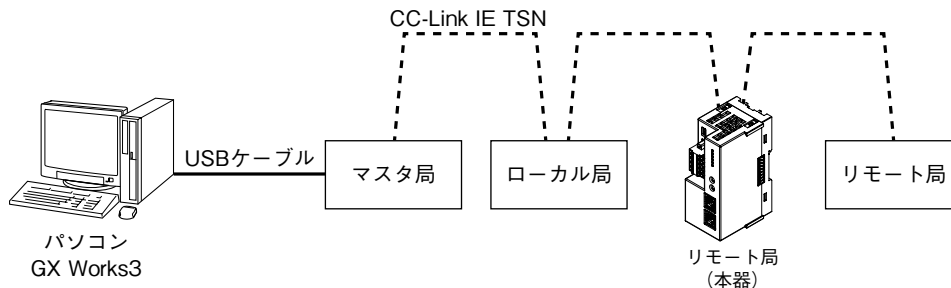 CC-Link IE TSN
USBケーブル
マスタ局
ローカル局
リモート局
パソコン
GX Works3
リモート局
(本器)